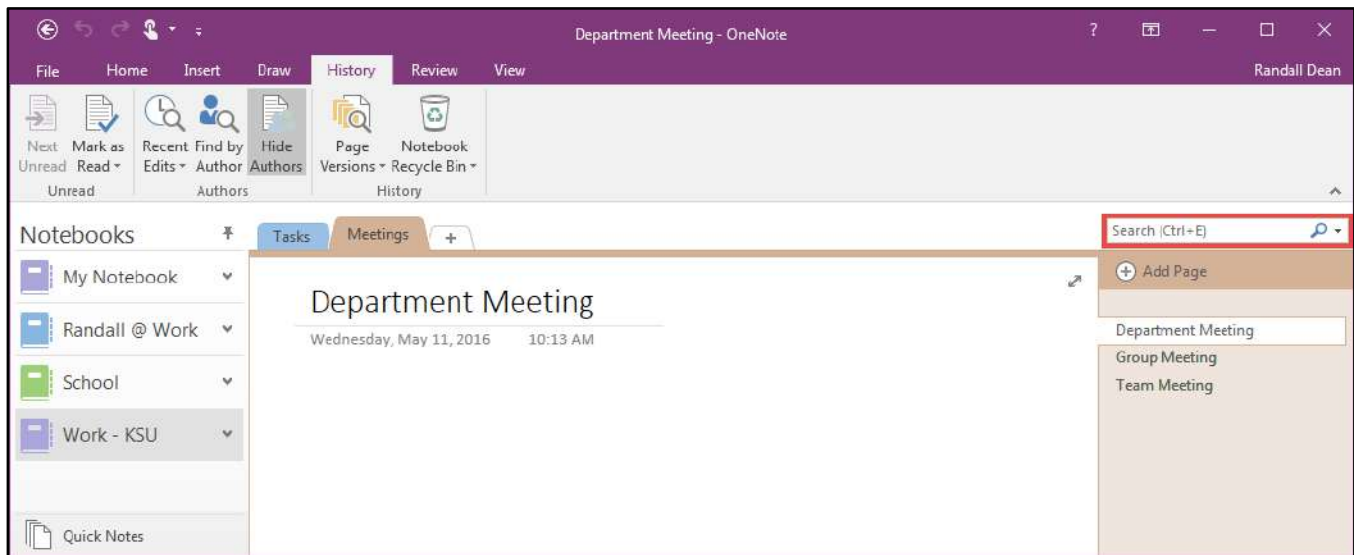 Department Meeting - OneNote
?
File Home Insert Draw History Review View
Randall Dean
Next Unread
Mark as Read
Recent Edits
Find by Author
Hide Authors
Page Versions
Notebook Recycle Bin
Unread
Authors
History
Notebooks
My Notebook
Randall @ Work
School
Work - KSU
Quick Notes
Tasks
Meetings
+
Department Meeting
Wednesday, May 11, 2016 10:13 AM
Search (Ctrl+E)
Add Page
Department Meeting
Group Meeting
Team Meeting